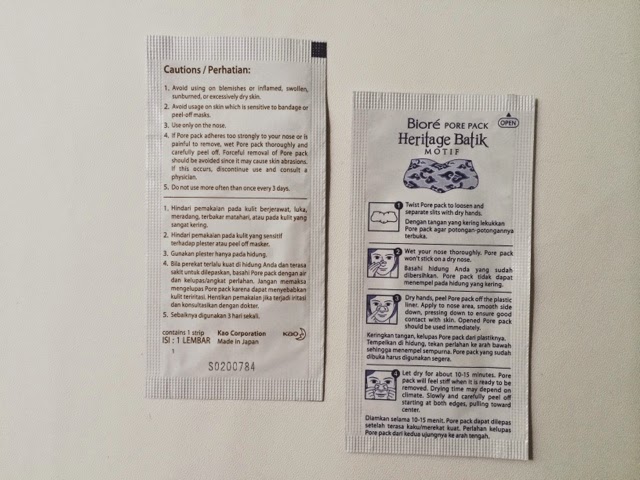 Cautions / Perhatian:
1. Avoid using on blemishes or inflamed, swollen,
sunburned, or excessively dry skin.
2. Avoid usage on skin which is sensitive to bandage or
peel-off masks.
3. Use only on the nose.
4. If Pore pack adheres too strongly to your nose or is
painful to remove, wet Pore pack thoroughly and
carefully peel off. Forceful removal of Pore pack
should be avoided since it may cause skin abrasions.
If this occurs, discontinue use and consult a
physician.
5. Do not use more often than once every 3 days.
1. Hindari pemakaian pada kulit berjerawat, luka,
meradang, terbakar matahari, atau pada kulit yang
sangat kering.
2. Hindari pemakaian pada kulit yang sensitif
terhadap plester atau peel off masker.
3. Gunakan plester hanya pada hidung.
4. Bila perekat terlalu kuat di hidung Anda dan terasa
sakit untuk dilepaskan, basahi Pore pack dengan air
dan kelupas/angkat perlahan. Jangan memaksa
mengelupas Pore pack karena dapat menyebabkan
kulit teriritasi. Hentikan pemakaian jika terjadi iritasi
dan konsultasikan dengan dokter.
5. Sebaiknya digunakan 3 hari sekali.
contains 1 strip
ISI : 1 LEMBAR
1
Kao Corporation
Made in Japan
Kao
S0200784
Bioré PORE PACK
OPEN
Heritage Batik
MOTIF
1 Twist Pore pack to loosen and
separate slits with dry hands.
Dengan tangan yang kering lekukkan
Pore pack agar potongan-potongannya
terbuka.
2 Wet your nose thoroughly. Pore pack
won't stick on a dry nose.
Basahi hidung Anda yang sudah
dibersihkan. Pore pack tidak dapat
menempel pada hidung yang kering.
3 Dry hands, peel Pore pack off the plastic
liner. Apply to nose area, smooth side
down, pressing down to ensure good
contact with skin. Opened Pore pack
should be used immediately.
Keringkan tangan, kelupas Pore pack dari plastiknya.
Tempelkan di hidung, tekan perlahan ke arah bawah
sehingga menempel sempurna. Pore pack yang sudah
dibuka harus digunakan segera.
4 Let dry for about 10-15 minutes. Pore
pack will feel stiff when it is ready to be
removed. Drying time may depend on
climate. Slowly and carefully peel off
starting at both edges, pulling toward
center.
Diamkan selama 10-15 menit. Pore pack dapat dilepas
setelah terasa kaku/merekat kuat. Perlahan kelupas
Pore pack dari kedua ujungnya ke arah tengah.